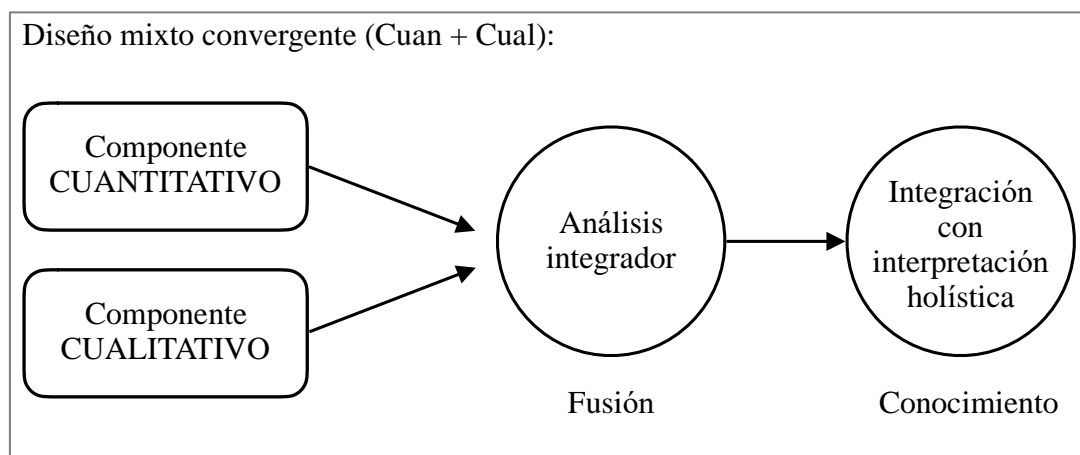 Diseño mixto convergente (Cuan + Cual):
Componente
CUANTITATIVO
Componente
CUALITATIVO
Análisis
integrador
Fusión
Integración
con
interpretación
holística
Conocimiento